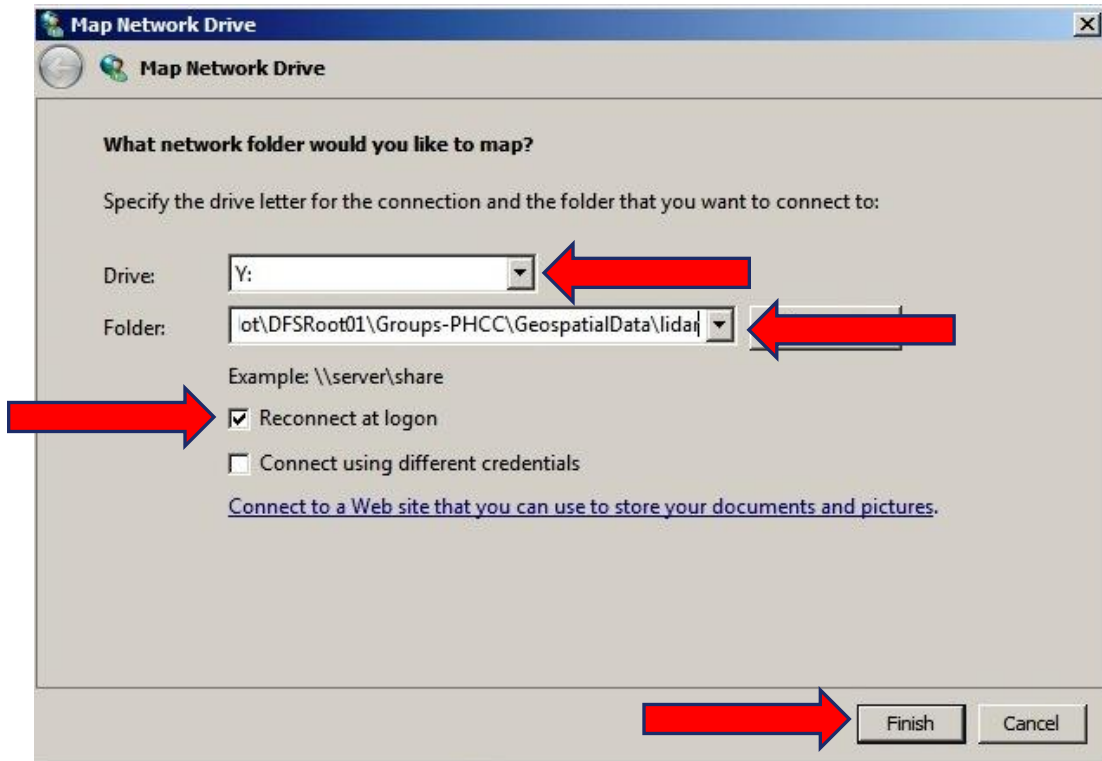 Map Network Drive
Map Network Drive
What network folder would you like to map?
Specify the drive letter for the connection and the folder that you want to connect to:
Drive: Y:
Folder: ot\DFSRoot01\Groups-PHCC\GeospatialData\lidar
Example: \\server\share
Reconnect at logon
Connect using different credentials
Connect to a Web site that you can use to store your documents and pictures.
Finish Cancel